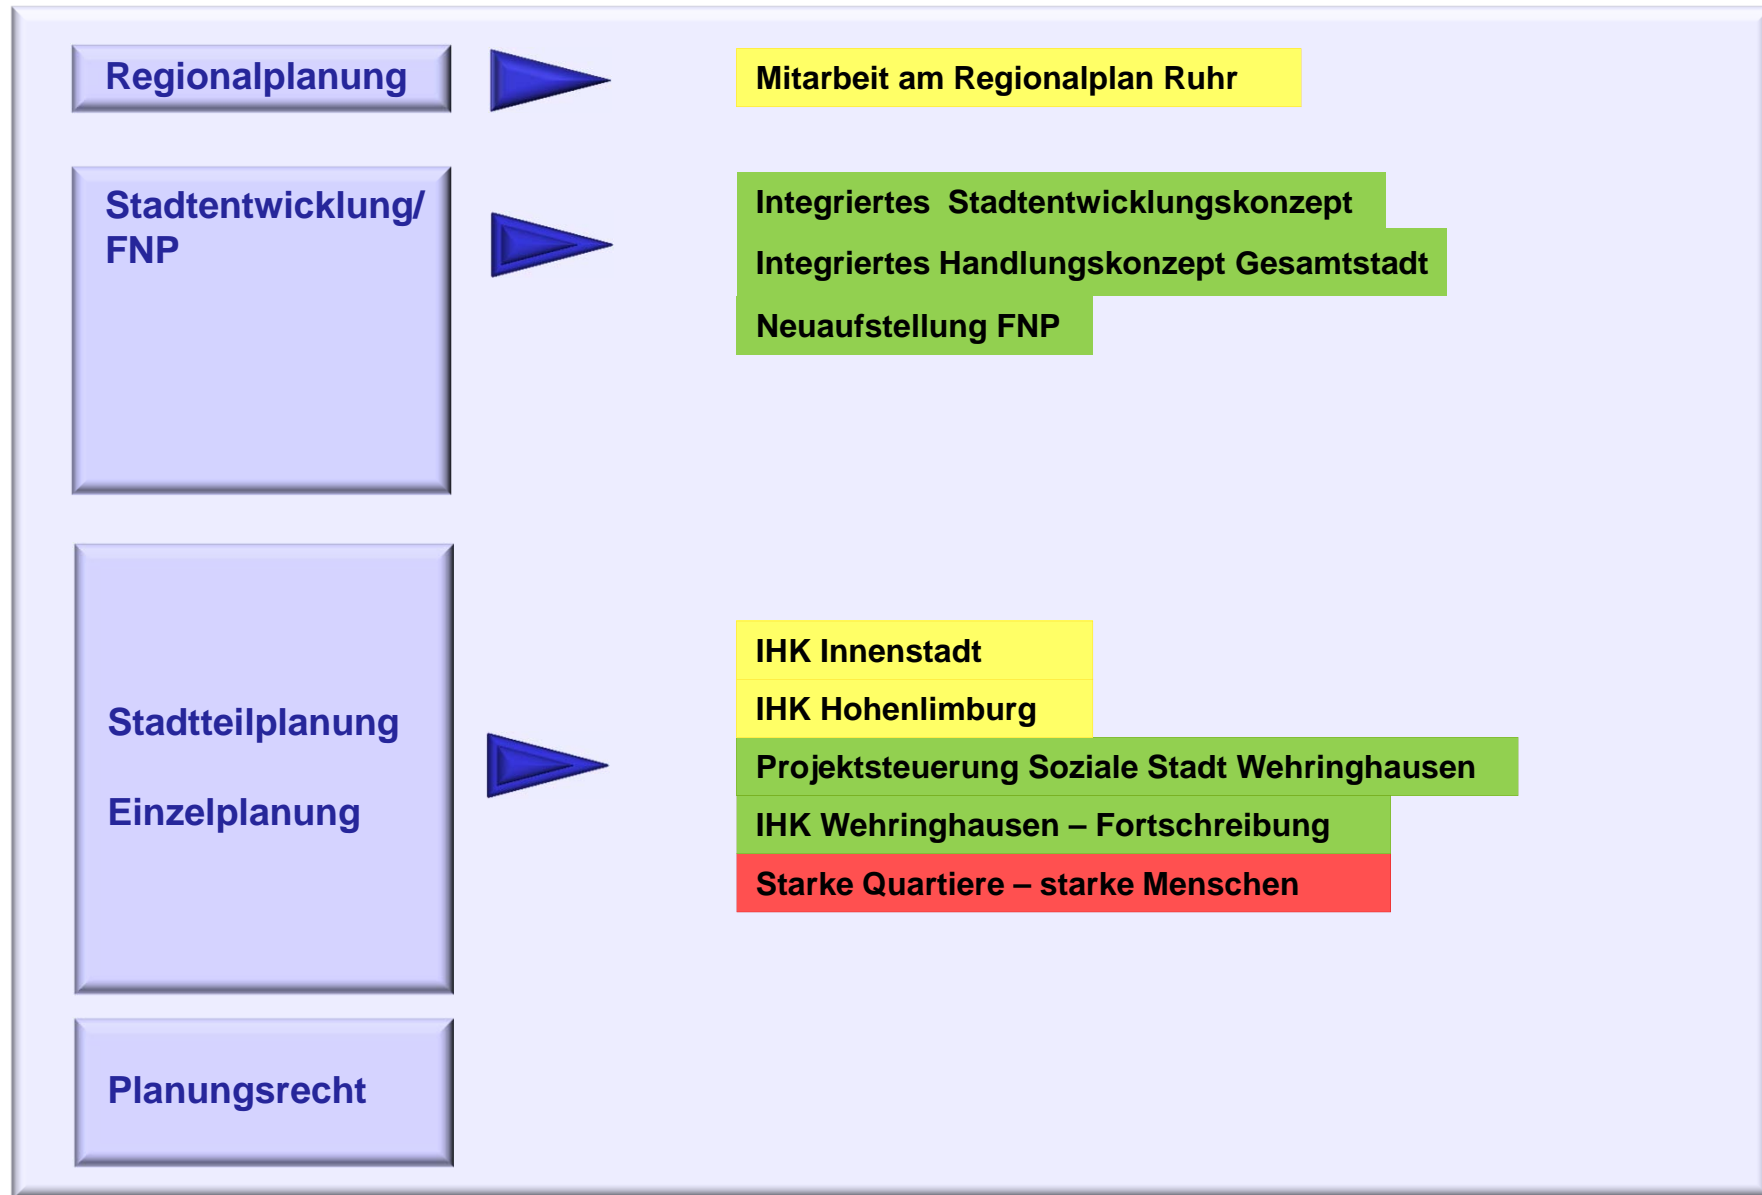 Regionalplanung
Mitarbeit am Regionalplan Ruhr
Stadtentwicklung/
FNP
Integriertes Stadtentwicklungskonzept
Integriertes Handlungskonzept Gesamtstadt
Neuaufstellung FNP
Stadtteilplanung
Einzelplanung
IHK Innenstadt
IHK Hohenlimburg
Projektsteuerung Soziale Stadt Wehringhausen
IHK Wehringhausen – Fortschreibung
Starke Quartiere – starke Menschen
Planungsrecht